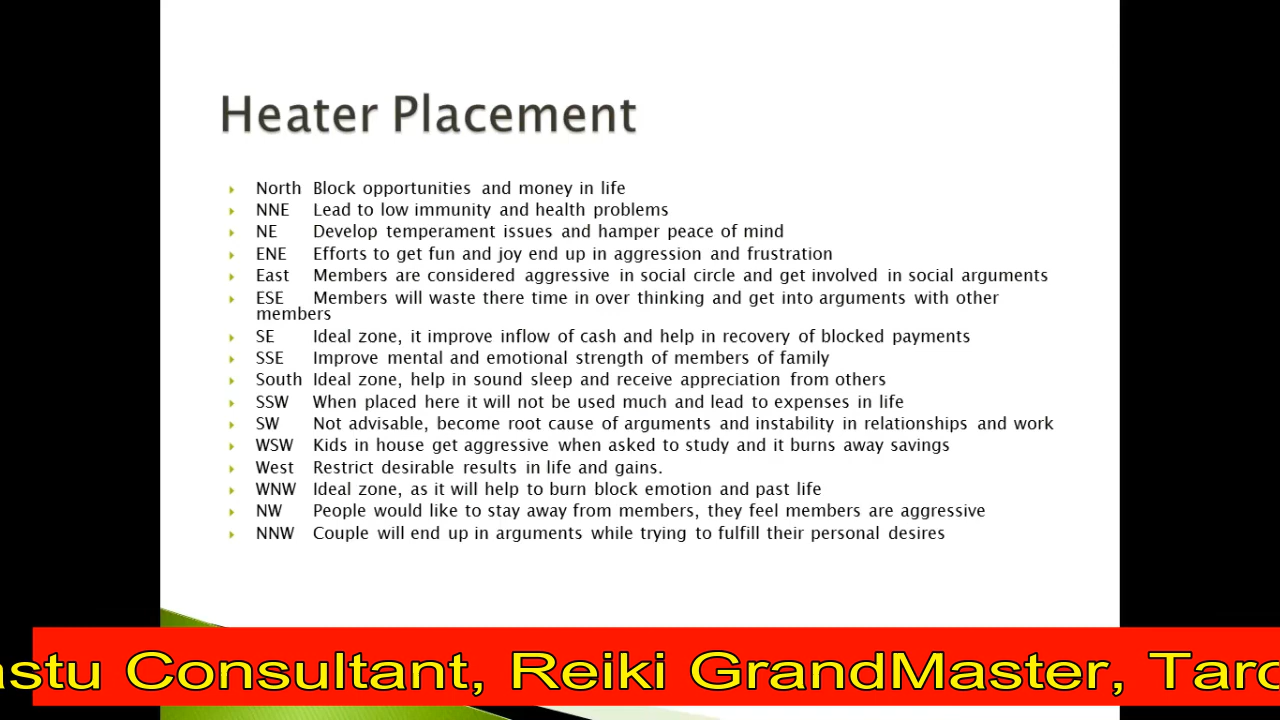 Heater Placement
North Block opportunities and money in life
NNE Lead to low immunity and health problems
NE Develop temperament issues and hamper peace of mind
ENE Efforts to get fun and joy end up in aggression and frustration
East Members are considered aggressive in social circle and get involved in social arguments
ESE Members will waste there time in over thinking and get into arguments with other
members
SE Ideal zone, it improve inflow of cash and help in recovery of blocked payments
SSE Improve mental and emotional strength of members of family
South Ideal zone, help in sound sleep and receive appreciation from others
SSW When placed here it will not be used much and lead to expenses in life
SW Not advisable, become root cause of arguments and instability in relationships and work
WSW Kids in house get aggressive when asked to study and it burns away savings
West Restrict desirable results in life and gains.
WNW Ideal zone, as it will help to burn block emotion and past life
NW People would like to stay away from members, they feel members are aggressive
NNW Couple will end up in arguments while trying to fulfill their personal desires
Consultant, Reiki GrandMaster,